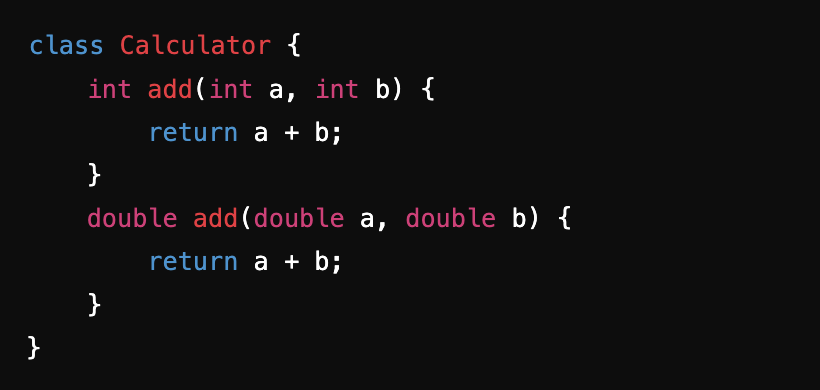 class Calculator {
    int add(int a, int b) {
        return a + b;
    }
    double add(double a, double b) {
        return a + b;
    }
}